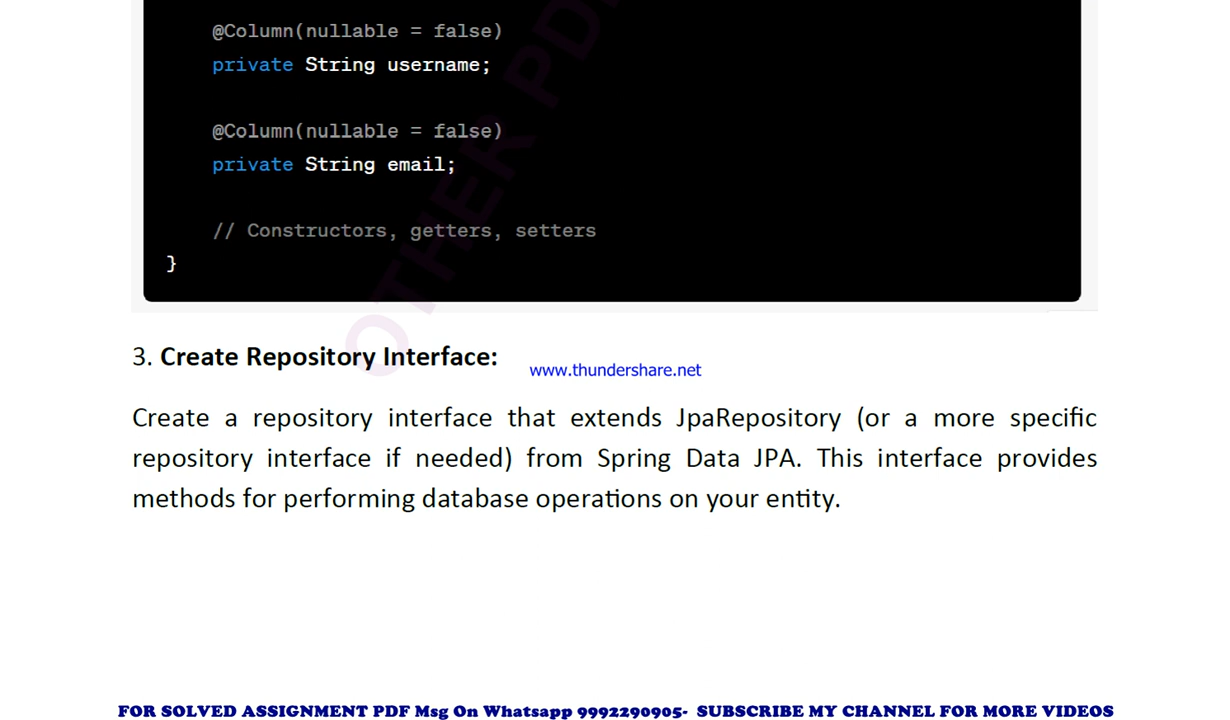 @Column(nullable = false)
private String username;
@Column(nullable = false)
private String email;
// Constructors, getters, setters
}
OTHER PDF
3. Create Repository Interface:
www.thundershare.net
Create a repository interface that extends JpaRepository (or a more specific
repository interface if needed) from Spring Data JPA. This interface provides
methods for performing database operations on your entity.
FOR SOLVED ASSIGNMENT PDF Msg On Whatsapp 9992290905- SUBSCRIBE MY CHANNEL FOR MORE VIDEOS